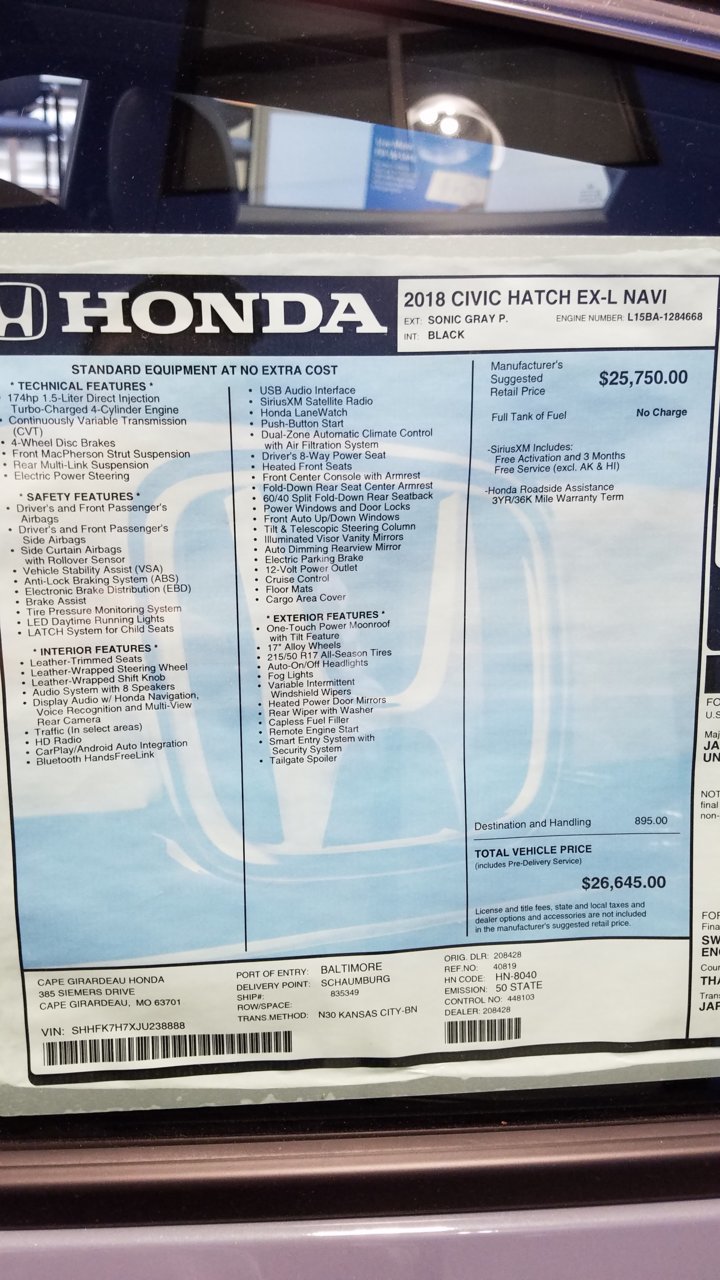 HONDA
2018 CIVIC HATCH EX-L NAVI
EXT: SONIC GRAY P. ENGINE NUMBER: L15BA-1284668
INT: BLACK
STANDARD EQUIPMENT AT NO EXTRA COST
* TECHNICAL FEATURES *
174hp 1.5-Liter Direct Injection
Turbo-Charged 4-Cylinder Engine
• Continuously Variable Transmission
(CVT)
• 4-Wheel Disc Brakes
• Front MacPherson Strut Suspension
• Rear Multi-Link Suspension
• Electric Power Steering
* SAFETY FEATURES *
• Driver's and Front Passenger's
Airbags
• Driver's and Front Passenger's
Side Airbags
• Side Curtain Airbags
with Rollover Sensor
• Vehicle Stability Assist (VSA)
• Anti-Lock Braking System (ABS)
• Electronic Brake Distribution (EBD)
• Brake Assist
• Tire Pressure Monitoring System
• LED Daytime Running Lights
• LATCH System for Child Seats
* INTERIOR FEATURES *
• Leather-Trimmed Seats
• Leather-Wrapped Steering Wheel
• Leather-Wrapped Shift Knob
• Audio System with 8 Speakers
• Display Audio w/ Honda Navigation,
Voice Recognition and Multi-View
Rear Camera
• Traffic (In select areas)
• HD Radio
• CarPlay/Android Auto Integration
• Bluetooth HandsFreeLink
• USB Audio Interface
• SiriusXM Satellite Radio
• Honda LaneWatch
• Push-Button Start
• Dual-Zone Automatic Climate Control
with Air Filtration System
• Driver's 8-Way Power Seat
• Heated Front Seats
• Front Center Console with Armrest
• Fold-Down Rear Seat Center Armrest
• 60/40 Split Fold-Down Rear Seatback
• Power Windows and Door Locks
• Front Auto Up/Down Windows
• Tilt & Telescopic Steering Column
• Illuminated Visor Vanity Mirrors
• Auto Dimming Rearview Mirror
• Electric Parking Brake
• 12-Volt Power Outlet
• Cruise Control
• Floor Mats
• Cargo Area Cover
* EXTERIOR FEATURES *
• One-Touch Power Moonroof
with Tilt Feature
• 17" Alloy Wheels
• 215/50 R17 All-Season Tires
• Auto-On/Off Headlights
• Fog Lights
• Variable Intermittent
Windshield Wipers
• Heated Power Door Mirrors
• Rear Wiper with Washer
• Capless Fuel Filler
• Remote Engine Start
• Smart Entry System with
Security System
• Tailgate Spoiler
Manufacturer's
Suggested
Retail Price $25,750.00
Full Tank of Fuel No Charge
-SiriusXM Includes:
Free Activation and 3 Months
Free Service (excl. AK & HI)
-Honda Roadside Assistance
3YR/36K Mile Warranty Term
Destination and Handling 895.00
TOTAL VEHICLE PRICE
(includes Pre-Delivery Service)
$26,645.00
License and title fees, state and local taxes and
dealer options and accessories are not included
in the manufacturer's suggested retail price.
CAPE GIRARDEAU HONDA
385 SIEMERS DRIVE
CAPE GIRARDEAU, MO 63701
VIN: SHHFK7H7XJU238888
PORT OF ENTRY: BALTIMORE
DELIVERY POINT: SCHAUMBURG
SHIP#: 835349
ROW/SPACE:
TRANS.METHOD: N30 KANSAS CITY-BN
ORIG. DLR: 208428
REF.NO: 40819
HN CODE: HN-8040
EMISSION: 50 STATE
CONTROL NO: 448103
DEALER: 208428
FO
U.S
Maj
JA
UN
NOT
final
non-
FOR
Fina
SW
ENG
Cour
THA
Trans
JAP